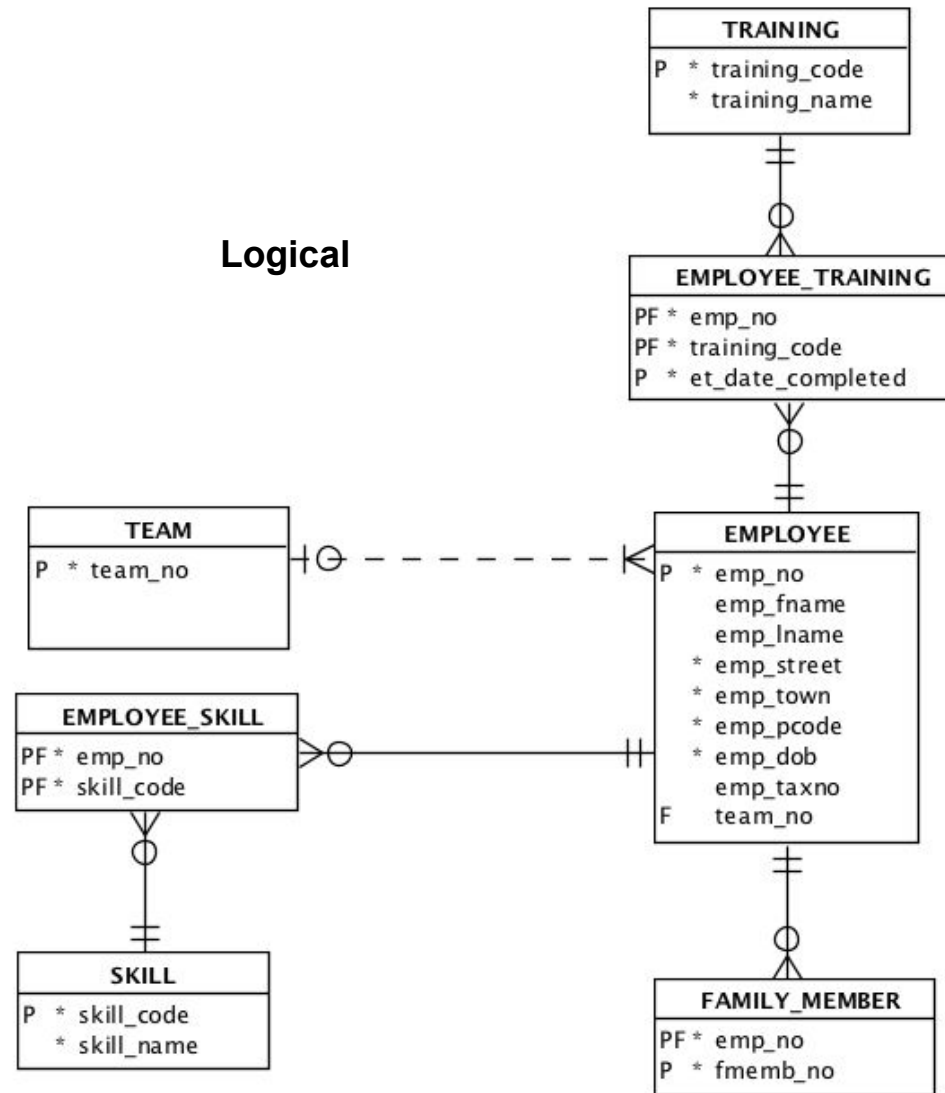 TRAINING
P * training_code
* training_name
Logical
EMPLOYEE_TRAINING
PF * emp_no
PF * training_code
P * et_date_completed
TEAM
P * team_no
EMPLOYEE
P * emp_no
emp_fname
emp_lname
* emp_street
* emp_town
* emp_pcode
* emp_dob
emp_taxno
F team_no
EMPLOYEE_SKILL
PF * emp_no
PF * skill_code
SKILL
P * skill_code
* skill_name
FAMILY_MEMBER
PF * emp_no
P * fmemb_no